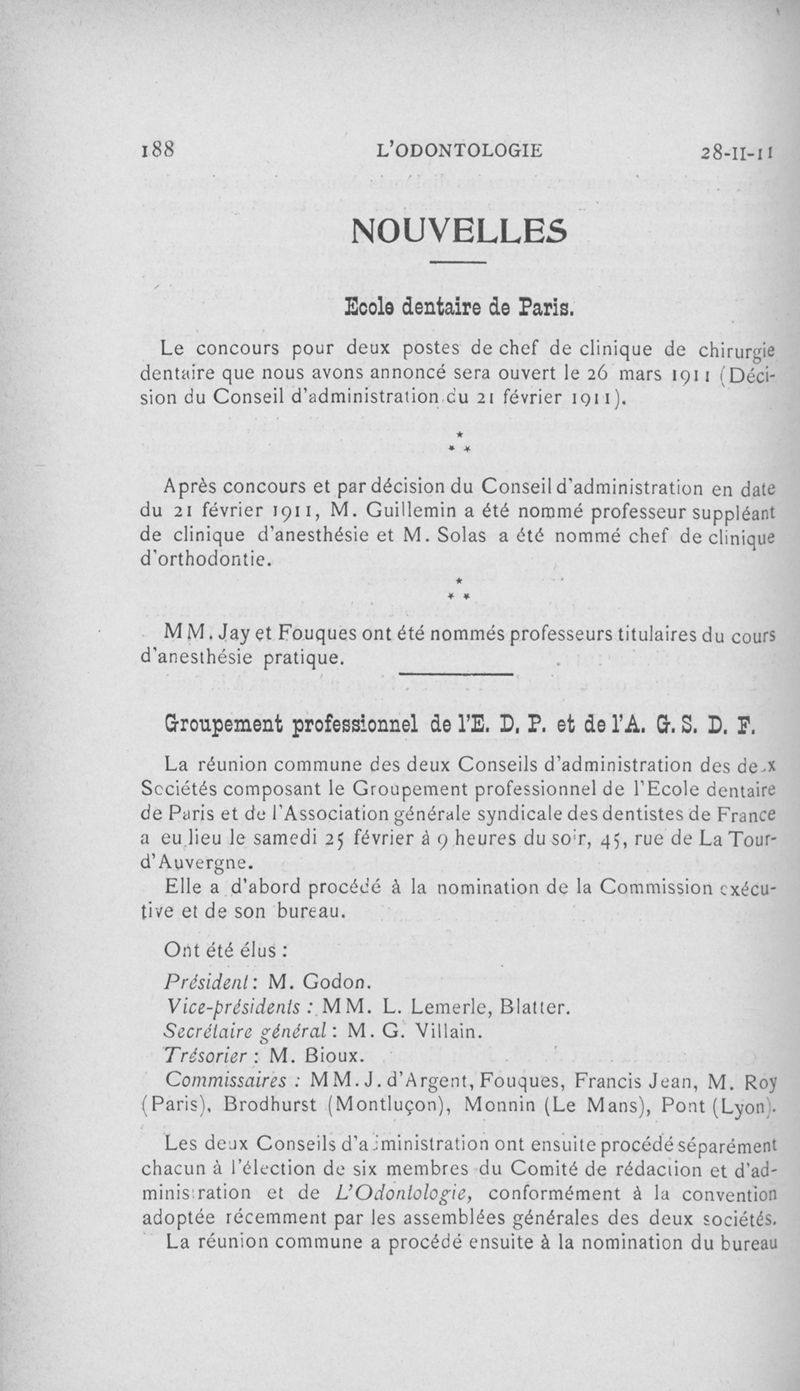 188 L'ODONTOLOGIE 28-II-11
NOUVELLES
Ecole dentaire de Paris.
Le concours pour deux postes de chef de clinique de chirurgie
dentaire que nous avons annoncé sera ouvert le 26 mars 1911 (Déci-
sion du Conseil d'administration du 21 février 1911).
*
* *
Après concours et par décision du Conseil d'administration en date
du 21 février 1911, M. Guillemin a été nommé professeur suppléant
de clinique d'anesthésie et M. Solas a été nommé chef de clinique
d'orthodontie.
*
* *
MM. Jay et Fouques ont été nommés professeurs titulaires du cours
d'anesthésie pratique.
Groupement professionnel de l'E. D. P. et de l'A. G. S. D. F.
La réunion commune des deux Conseils d'administration des deux
Sociétés composant le Groupement professionnel de l'Ecole dentaire
de Paris et de l'Association générale syndicale des dentistes de France
a eu lieu le samedi 25 février à 9 heures du soir, 45, rue de La Tour-
d'Auvergne.
Elle a d'abord procédé à la nomination de la Commission exécu-
tive et de son bureau.
Ont été élus :
Président : M. Godon.
Vice-présidents : MM. L. Lemerle, Blatter.
Secrétaire général : M. G. Villain.
Trésorier : M. Bioux.
Commissaires : MM. J. d'Argent, Fouques, Francis Jean, M. Roy
(Paris), Brodhurst (Montluçon), Monnin (Le Mans), Pont (Lyon).
Les deux Conseils d'administration ont ensuite procédé séparément
chacun à l'élection de six membres du Comité de rédaction et d'ad-
ministration et de L'Odontologie, conformément à la convention
adoptée récemment par les assemblées générales des deux sociétés.
La réunion commune a procédé ensuite à la nomination du bureau